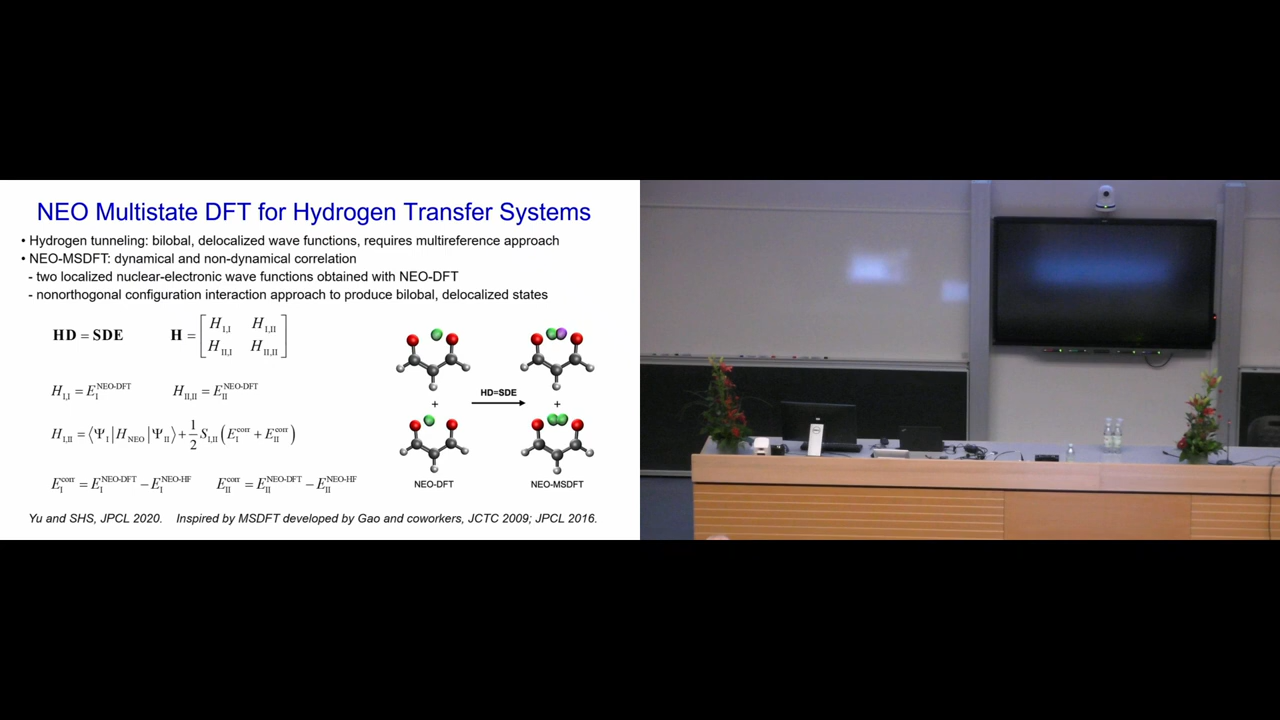 NEO Multistate DFT for Hydrogen Transfer Systems
• Hydrogen tunneling: bilobal, delocalized wave functions, requires multireference approach
• NEO-MSDFT: dynamical and non-dynamical correlation
- two localized nuclear-electronic wave functions obtained with NEO-DFT
- nonorthogonal configuration interaction approach to produce bilobal, delocalized states
HD = SDE H = [H_I,I H_I,II
H_II,I H_II,II]
H_I,I = E_I^NEO-DFT H_II,II = E_II^NEO-DFT
H_I,II = ⟨Ψ_I|H_NEO|Ψ_II⟩ + 1/2 S_I,II (E_I^corr + E_II^corr)
E_I^corr = E_I^NEO-DFT − E_I^NEO-HF E_II^corr = E_II^NEO-DFT − E_II^NEO-HF
+ HD=SDE +
NEO-DFT NEO-MSDFT
Yu and SHS, JPCL 2020. Inspired by MSDFT developed by Gao and coworkers, JCTC 2009; JPCL 2016.